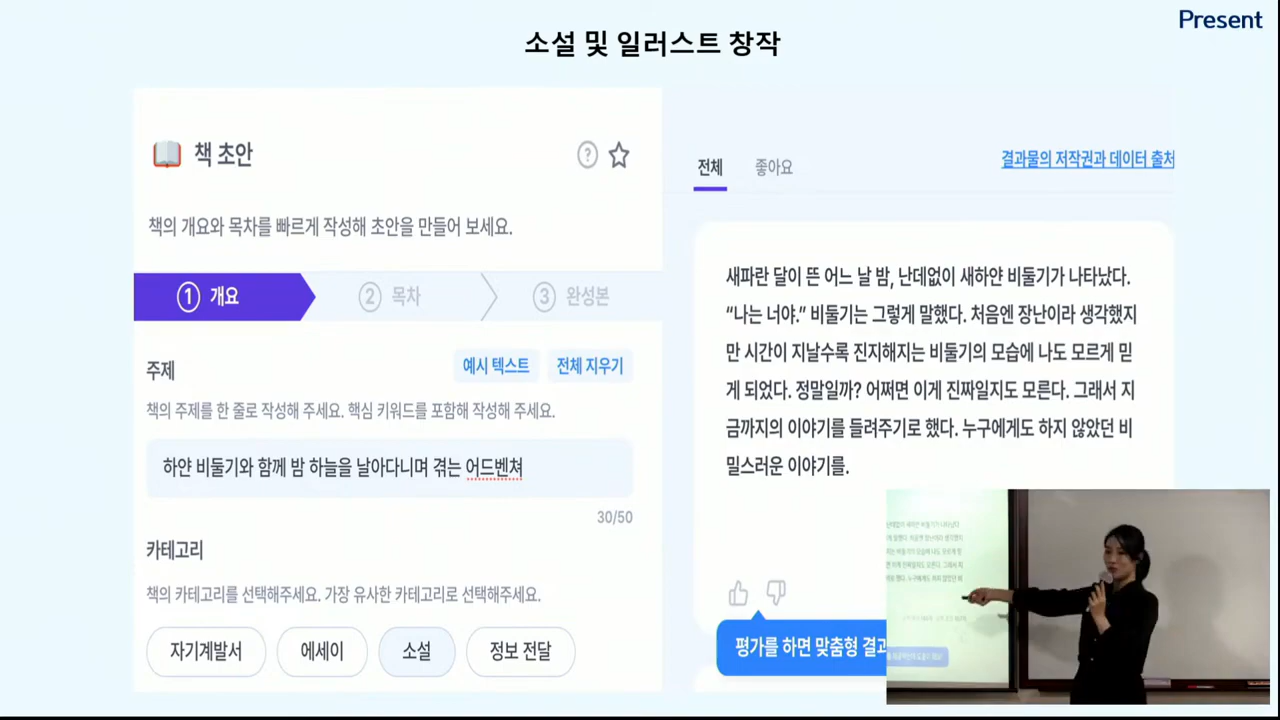 Present
소설 및 일러스트 창작
책 초안
?
책의 개요와 목차를 빠르게 작성해 초안을 만들어 보세요.
1 개요
2 목차
3 완성본
주제
예시 텍스트
전체 지우기
책의 주제를 한 줄로 작성해 주세요. 핵심 키워드를 포함해 작성해 주세요.
하얀 비둘기와 함께 밤 하늘을 날아다니며 겪는 어드벤쳐
30/50
카테고리
책의 카테고리를 선택해주세요. 가장 유사한 카테고리로 선택해주세요.
자기계발서
에세이
소설
정보 전달
전체
좋아요
결과물의 저작권과 데이터 출처
새파란 달이 뜬 어느 날 밤, 난데없이 새하얀 비둘기가 나타났다.
“나는 너야.” 비둘기는 그렇게 말했다. 처음엔 장난이라 생각했지
만 시간이 지날수록 진지해지는 비둘기의 모습에 나도 모르게 믿
게 되었다. 정말일까? 어쩌면 이게 진짜일지도 모른다. 그래서 지
금까지의 이야기를 들려주기로 했다. 누구에게도 하지 않았던 비
밀스러운 이야기를.
평가를 하면 맞춤형 결과